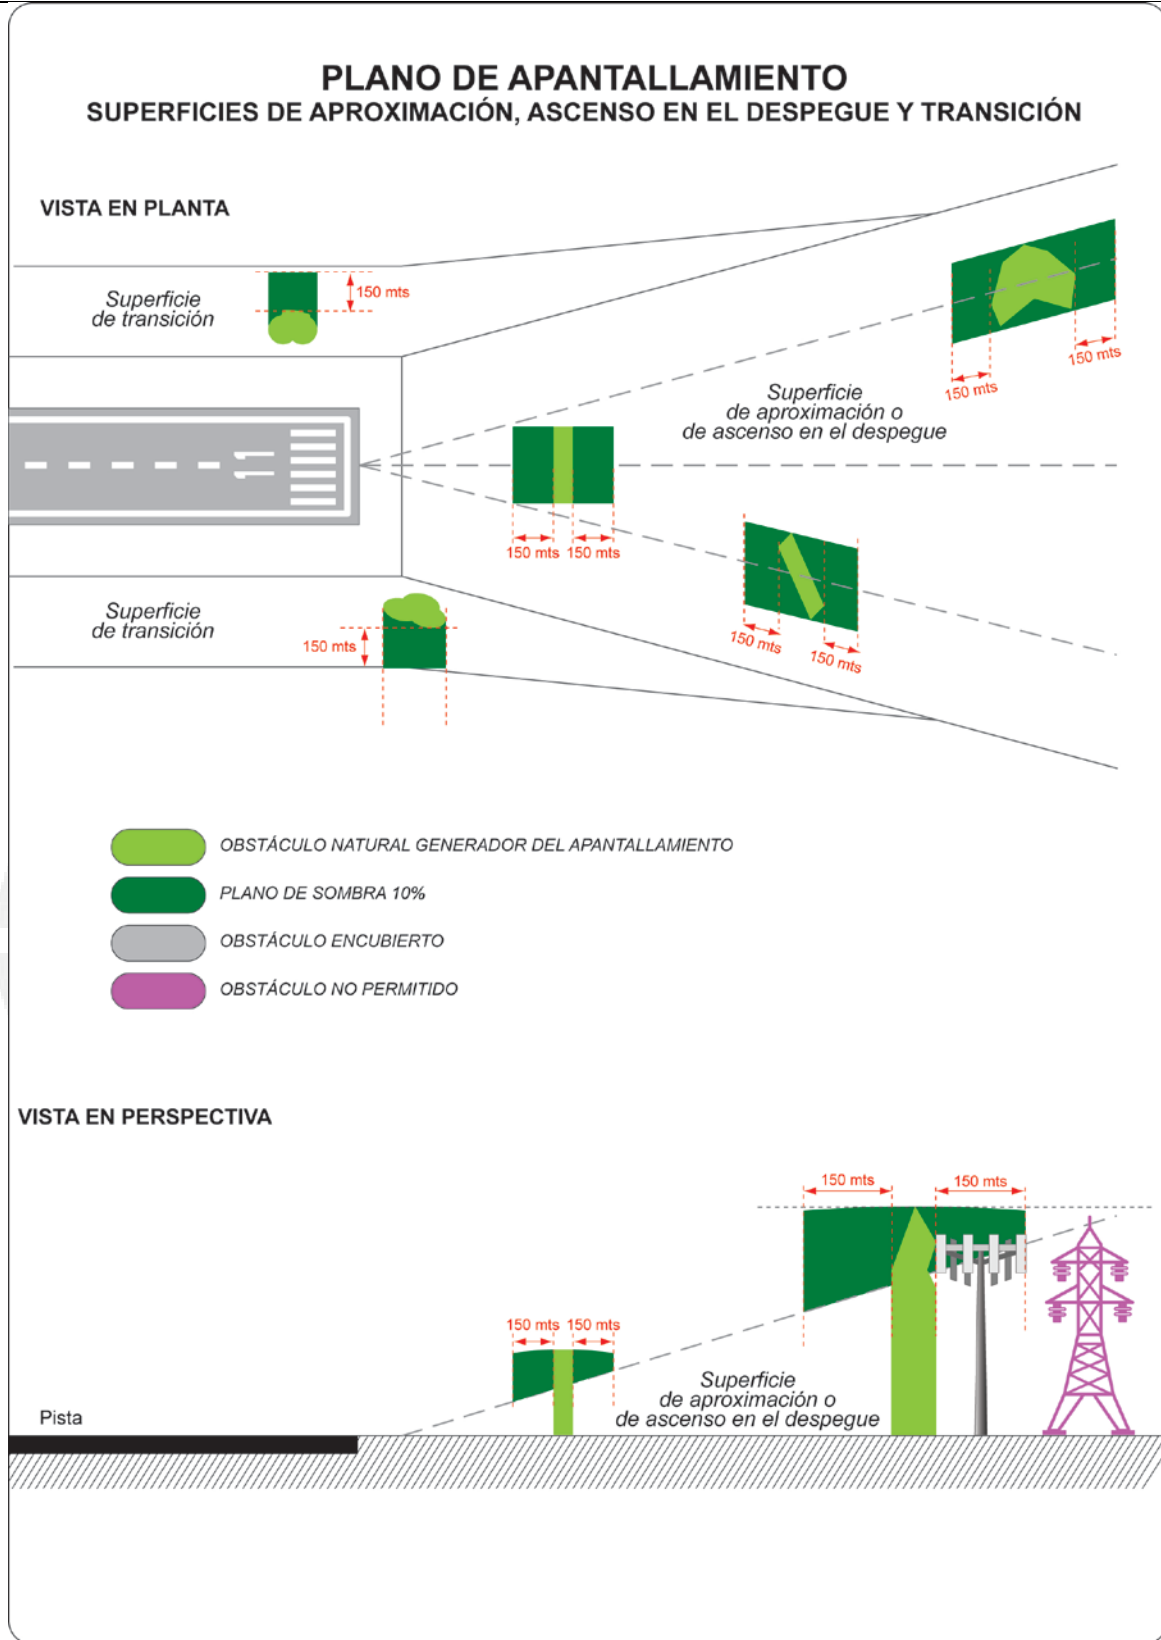 PLANO DE APANTALLAMIENTO
SUPERFICIES DE APROXIMACIÓN, ASCENSO EN EL DESPEGUE Y TRANSICIÓN
VISTA EN PLANTA
Superficie
de transición
150 mts
150 mts
150 mts
Superficie
de aproximación o
de ascenso en el despegue
11
150 mts
150 mts
Superficie
de transición
150 mts
150 mts
150 mts
OBSTÁCULO NATURAL GENERADOR DEL APANTALLAMIENTO
PLANO DE SOMBRA 10%
OBSTÁCULO ENCUBIERTO
OBSTÁCULO NO PERMITIDO
VISTA EN PERSPECTIVA
150 mts
150 mts
150 mts
150 mts
Superficie
de aproximación o
de ascenso en el despegue
Pista